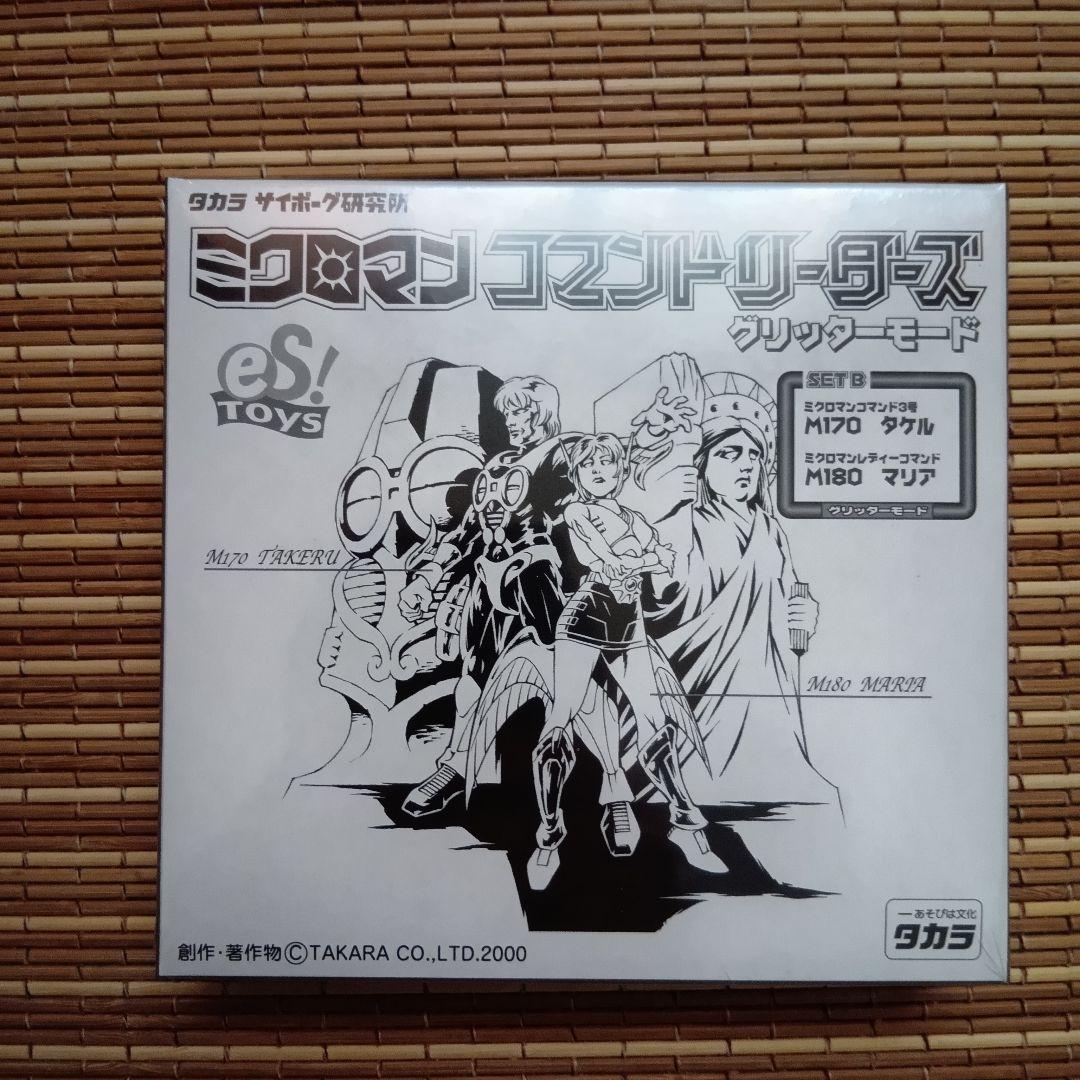 タカラ サイボーグ研究所
ミクロマン コマンドリーダーズ
グリッターモード
eS!
TOYS
SET B
ミクロマンコマンド3号
M170 タケル
ミクロマンレディーコマンド
M180 マリア
グリッターモード
M170 TAKERU
M180 MARIA
ーあそびは文化
タカラ
創作・著作物©TAKARA CO.,LTD.2000